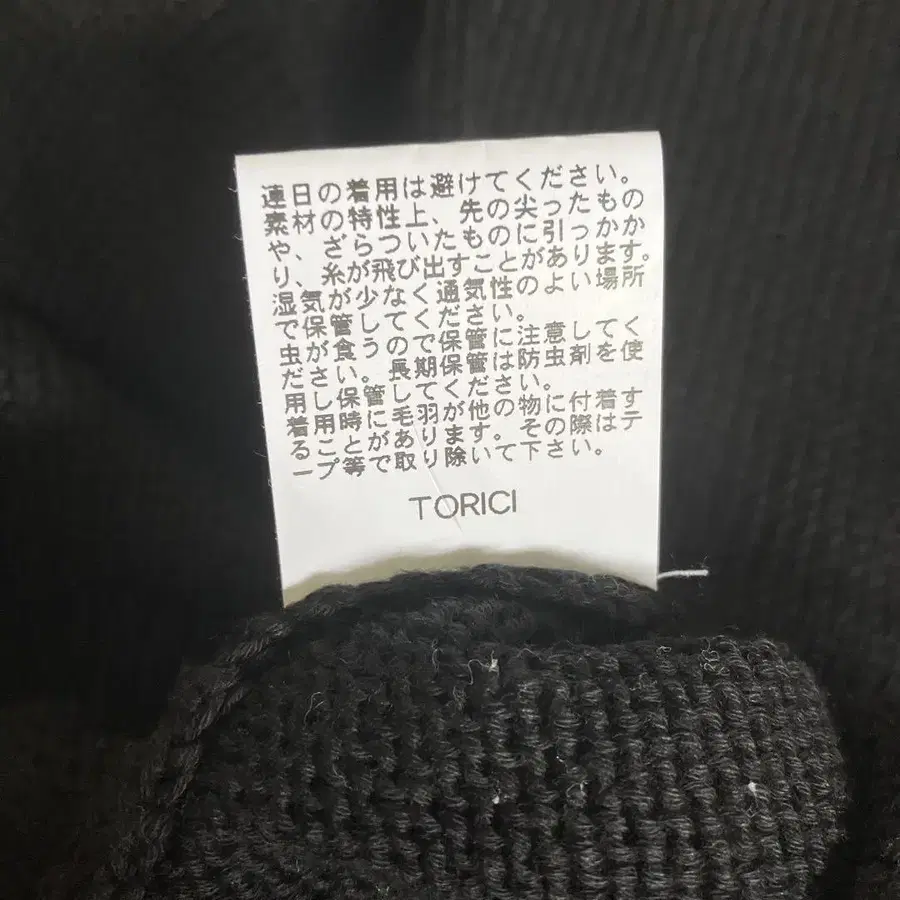 連日の着用は避けてください。
素材の特性上、先の尖ったもの
や、ざらついたものに引っかか
り、糸が飛び出すことがあります。
湿気が少なく通気性のよい場所
で保管してください。
虫が食うので保管に注意してく
ださい。長期保管は防虫剤を使
用し保管してください。
着用時に毛羽が他の物に付着す
ることがあります。その際はテ
ープ等で取り除いて下さい。
TORICI